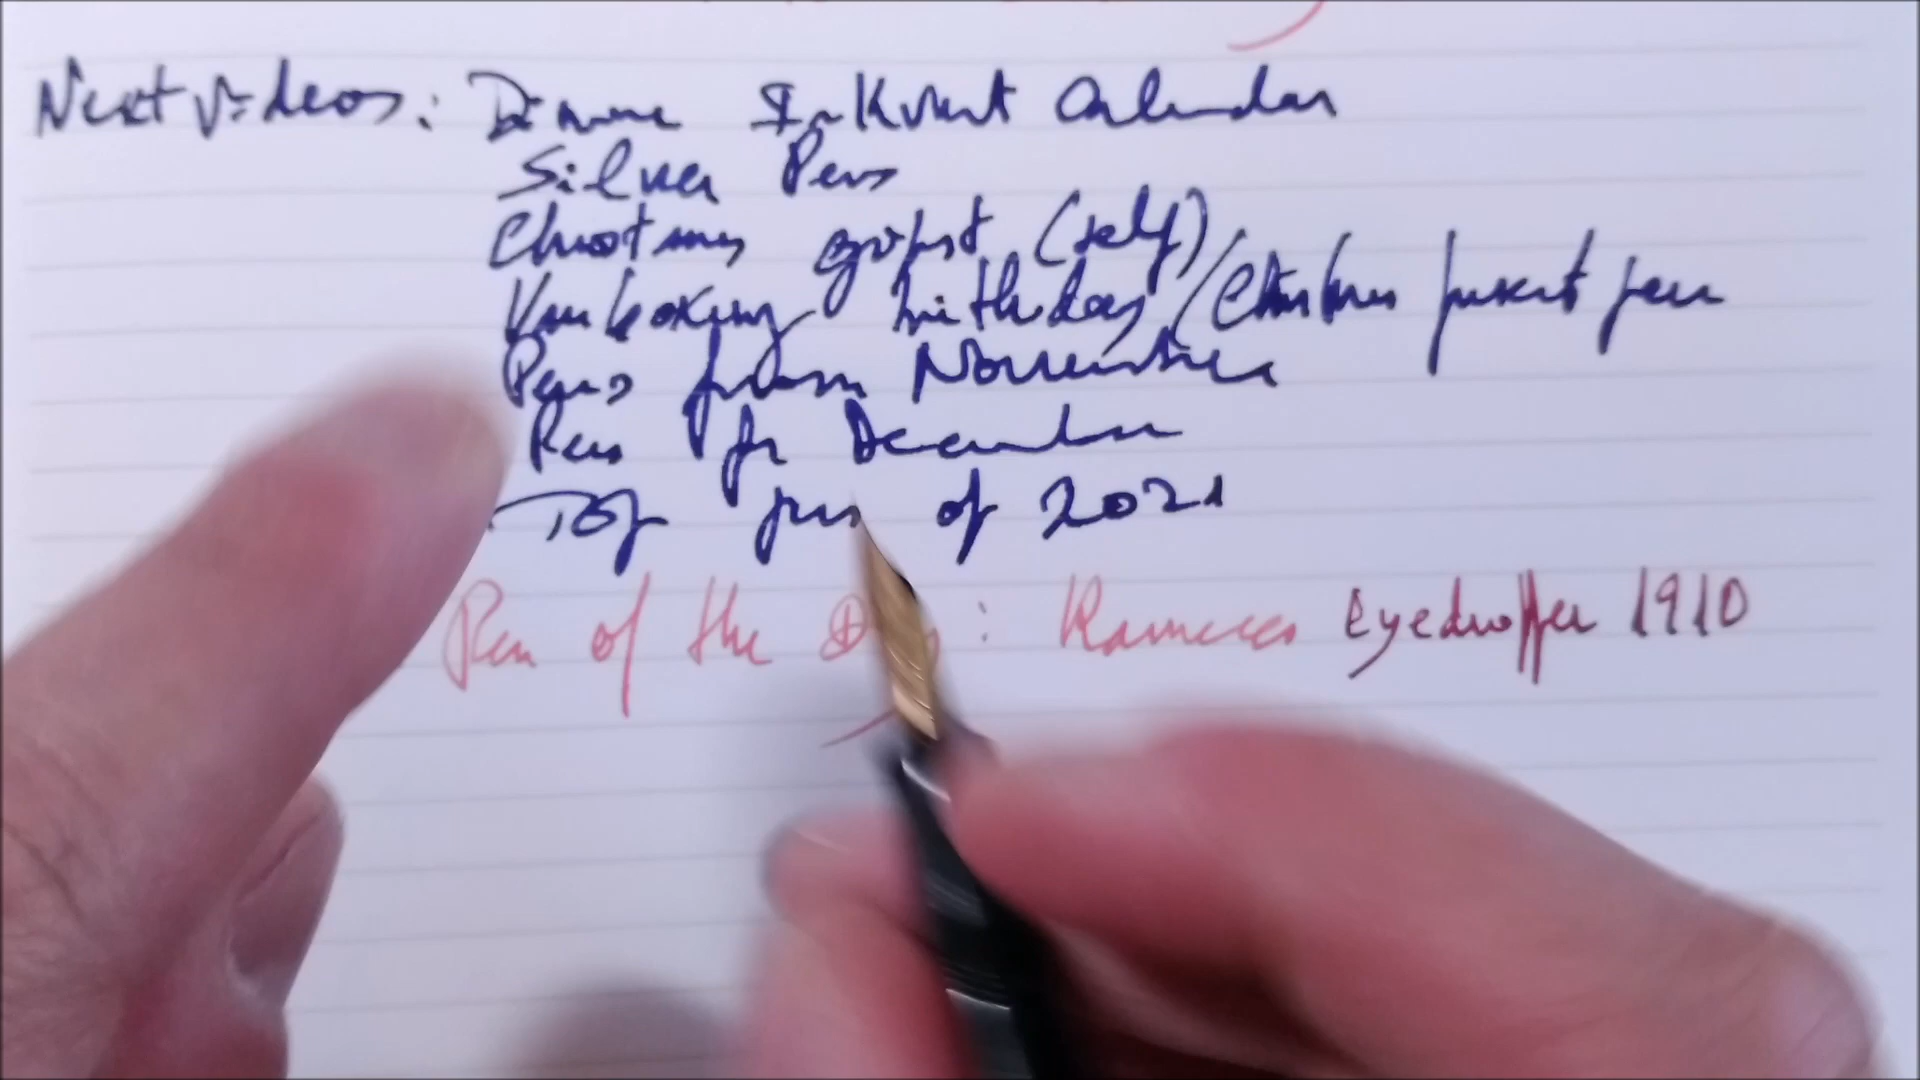 Next videos: Diamine Inkvent Calendar
Silver Pens
Christmas gift (self)
Unboxing birthday/Christmas present pen
Pens from November
Pens for December
Top pens of 2021
Pen of the Day: Rameses Eyedropper 1910